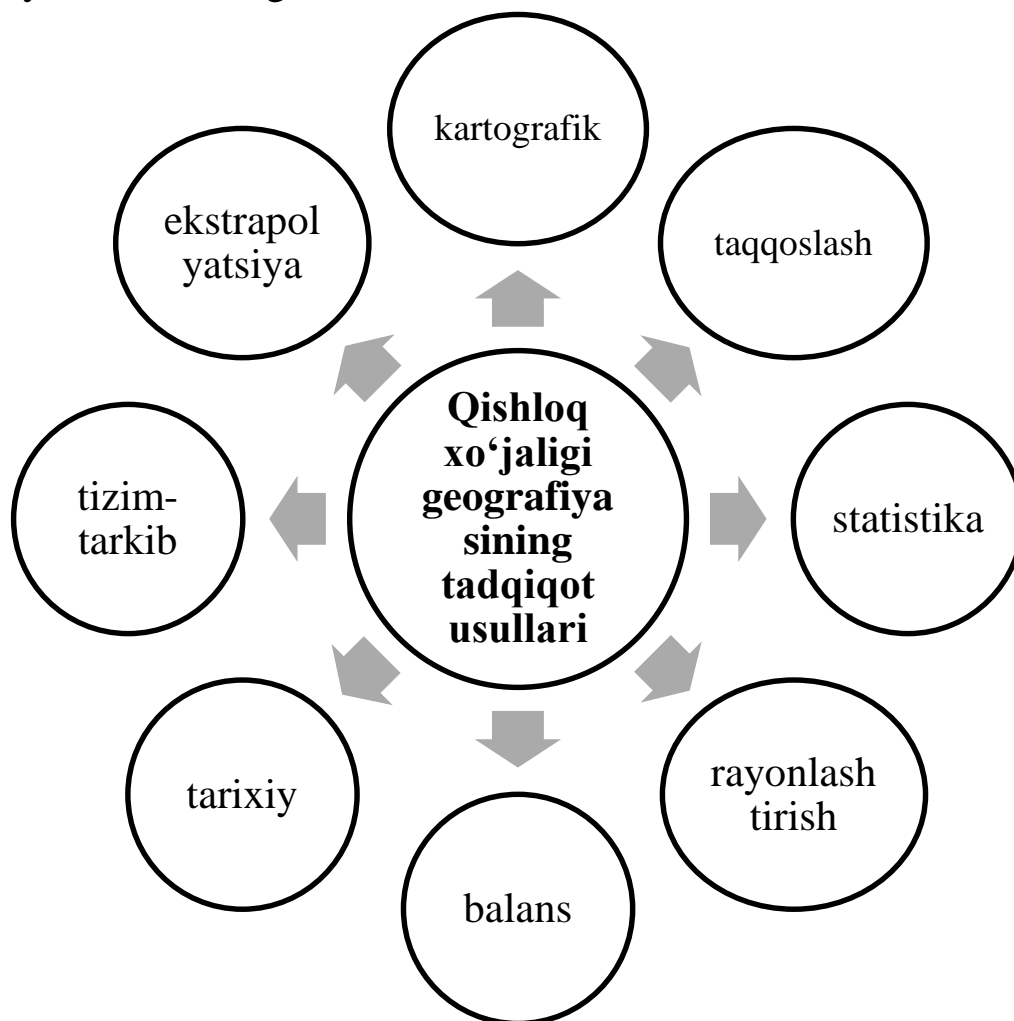 kartografik
taqqoslash
statistika
rayonlash
tirish
balans
tarixiy
tizim-
tarkib
ekstrapol
yatsiya
Qishloq
xo‘jaligi
geografiya
sining
tadqiqot
usullari